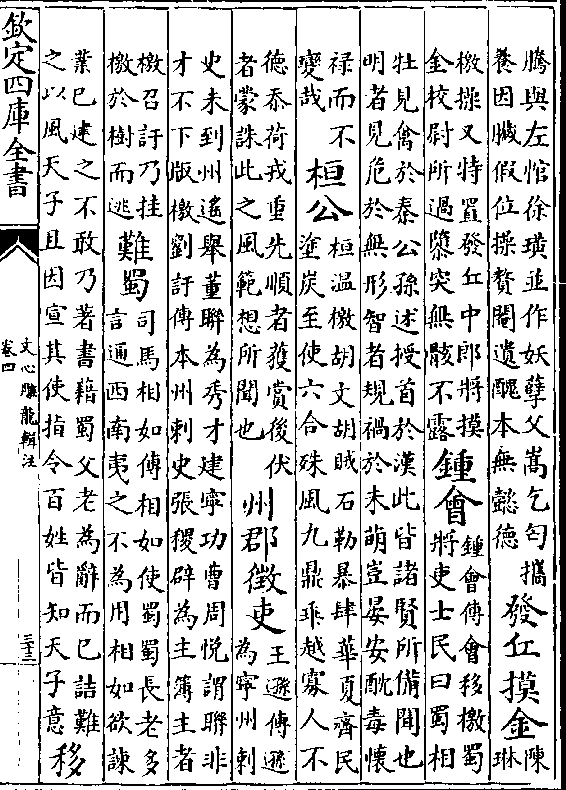 騰與左悺徐璜並作妖孽父嵩乞匄攜
養因贓假位操贅閹遺醜本無懿德
發丘摸金
陳
琳
檄操又特置發丘中郎將摸
金校尉所過隳突無骸不露
鍾會
鍾會傳會移檄蜀
將吏士民曰蜀相
牡見禽於秦公孫述授首於漢此皆諸賢所備聞也
明者見危於無形智者規禍於未萌豈晏安酖毒懷
祿而不
變哉
桓公
桓溫檄胡文胡賊石勒暴肆華夏齊民
塗炭至使六合殊風九鼎乖越寡人不
德忝荷戎重先順者獲賞後伏
者蒙誅此之風範想所聞也
州郡徵吏
王遜傳遜
為寧州刺
史未到州遙舉董聯為秀才建寧功曹周悅謂聯非
才不下版檄劉訏傳本州刺史張稷辟為主簿主者
檄召訏乃挂
檄於樹而逃
難蜀
司馬相如傳相如使蜀蜀長老多
言通西南夷之不為用相如欲諫
業已建之不敢乃著書藉蜀父老為辭而已詰難
之以風天子且因宣其使指令百姓皆知天子意
移
欽定四庫全書
文心雕龍輯注
卷四
三十三